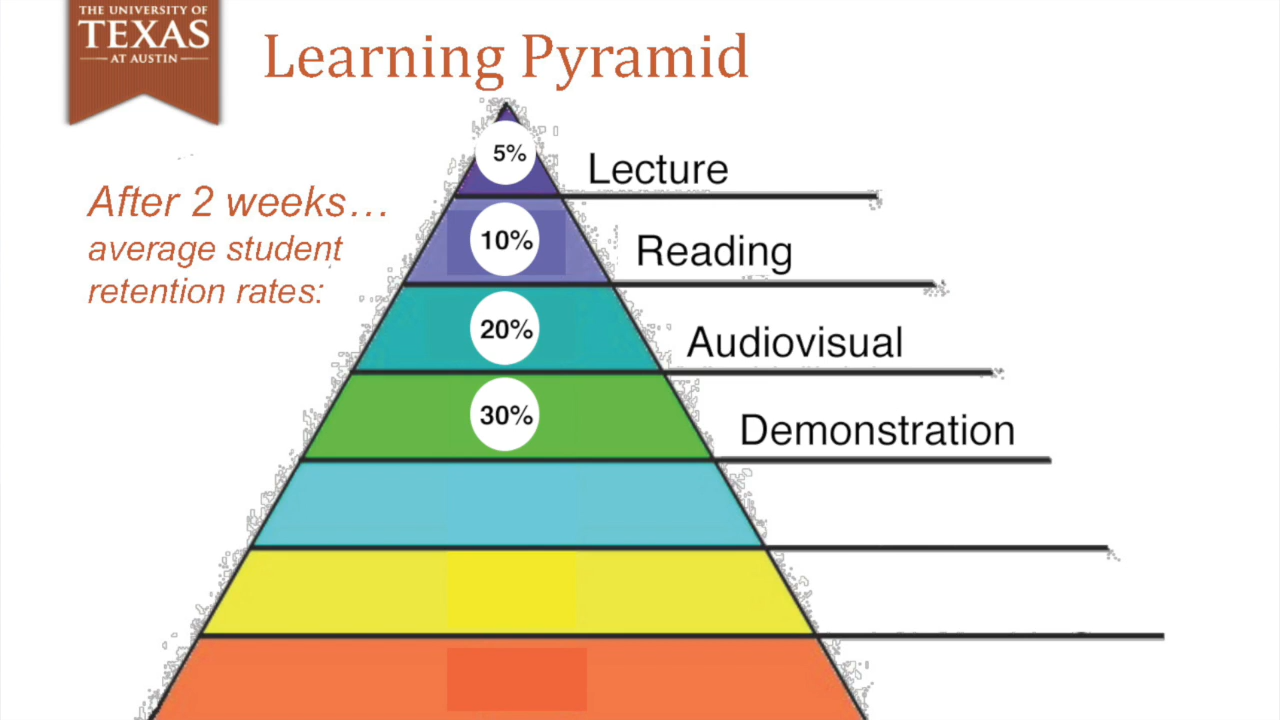 THE UNIVERSITY OF
TEXAS
AT AUSTIN
Learning Pyramid
After 2 weeks…
average student
retention rates:
5%
Lecture
10%
Reading
20%
Audiovisual
30%
Demonstration